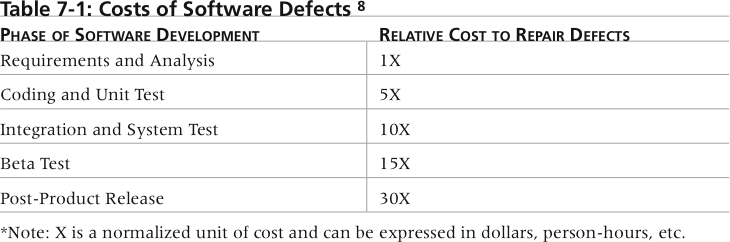 Table 7-1: Costs of Software Defects 8
PHASE OF SOFTWARE DEVELOPMENT RELATIVE COST TO REPAIR DEFECTS
Requirements and Analysis 1X
Coding and Unit Test 5X
Integration and System Test 10X
Beta Test 15X
Post-Product Release 30X
*Note: X is a normalized unit of cost and can be expressed in dollars, person-hours, etc.